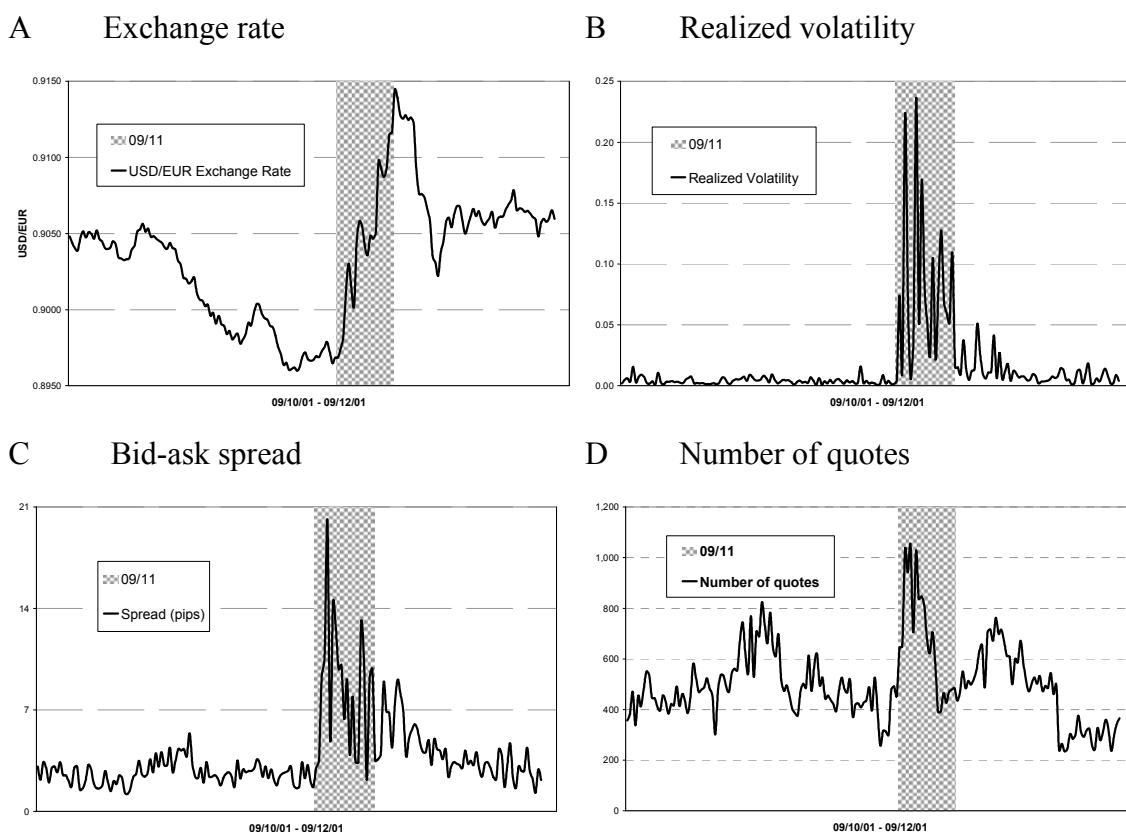 A Exchange rate
0.9150
0.9100
0.9050
0.9000
0.8950
USD/EUR
09/11
USD/EUR Exchange Rate
09/10/01 - 09/12/01
B Realized volatility
0.25
0.20
0.15
0.10
0.05
0.00
09/11
Realized Volatility
09/10/01 - 09/12/01
C Bid-ask spread
21
14
7
0
09/11
Spread (pips)
09/10/01 - 09/12/01
D Number of quotes
1,200
1,000
800
600
400
200
0
09/11
Number of quotes
09/10/01 - 09/12/01